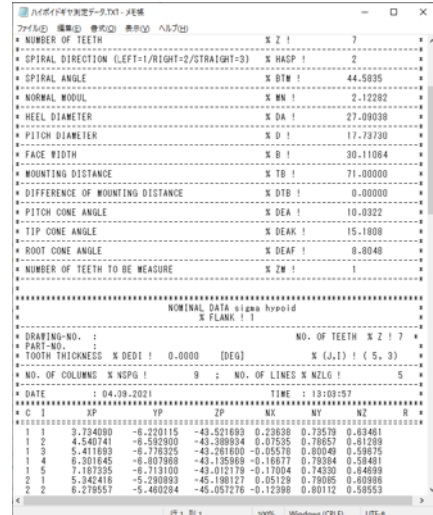 ハイポイドギヤ測定データ.TXT - メモ帳
ファイル(F) 編集(E) 書式(O) 表示(V) ヘルプ(H)
* NUMBER OF TEETH % Z ! 7 *
* SPIRAL DIRECTION (LEFT=1/RIGHT=2/STRAIGHT=3) % HASP ! 2 *
* SPIRAL ANGLE % BTM ! 44.5835 *
* NORMAL MODUL % MN ! 2.12282 *
* HEEL DIAMETER % DA ! 27.09038 *
* PITCH DIAMETER % D ! 17.73730 *
* FACE WIDTH % B ! 30.11064 *
* MOUNTING DISTANCE % TB ! 71.00000 *
* DIFFERENCE OF MOUNTING DISTANCE % DTB ! 0.00000 *
* PITCH CONE ANGLE % DEA ! 10.0322 *
* TIP CONE ANGLE % DEAK ! 15.1808 *
* ROOT CONE ANGLE % DEAF ! 8.8048 *
* NUMBER OF TEETH TO BE MEASURE % ZM ! 1 *
NOMINAL DATA sigma hypoid
% FLANK ! 1
* DRAWING-NO. : NO. OF TEETH % Z ! 7 *
* PART-NO. :
* TOOTH THICKNESS % DEDI ! 0.0000 [DEG] % (J,I) ! ( 5, 3)
* NO. OF COLUMNS % NSPG ! 9 ; NO. OF LINES % NZLG ! 5 *
* DATE : 04.09.2021 TIME : 13:03:57 *
* C I XP YP ZP NX NY NZ R *
1 1 3.734090 -6.220115 -43.521693 0.23638 0.73579 0.63461
1 2 4.540741 -6.592900 -43.389934 0.07535 0.78657 0.61289
1 3 5.411693 -6.776325 -43.261600 -0.05578 0.80049 0.59675
1 4 6.301645 -6.807968 -43.135969 -0.16677 0.79384 0.58481
1 5 7.187335 -6.713100 -43.012179 -0.17004 0.74330 0.64699
2 1 5.342416 -5.290893 -45.198127 0.05129 0.79085 0.60986
2 2 6.279557 -5.460284 -45.057276 -0.12398 0.80112 0.58553
行 1、列 1 100% Windows (CRLF) UTF-8